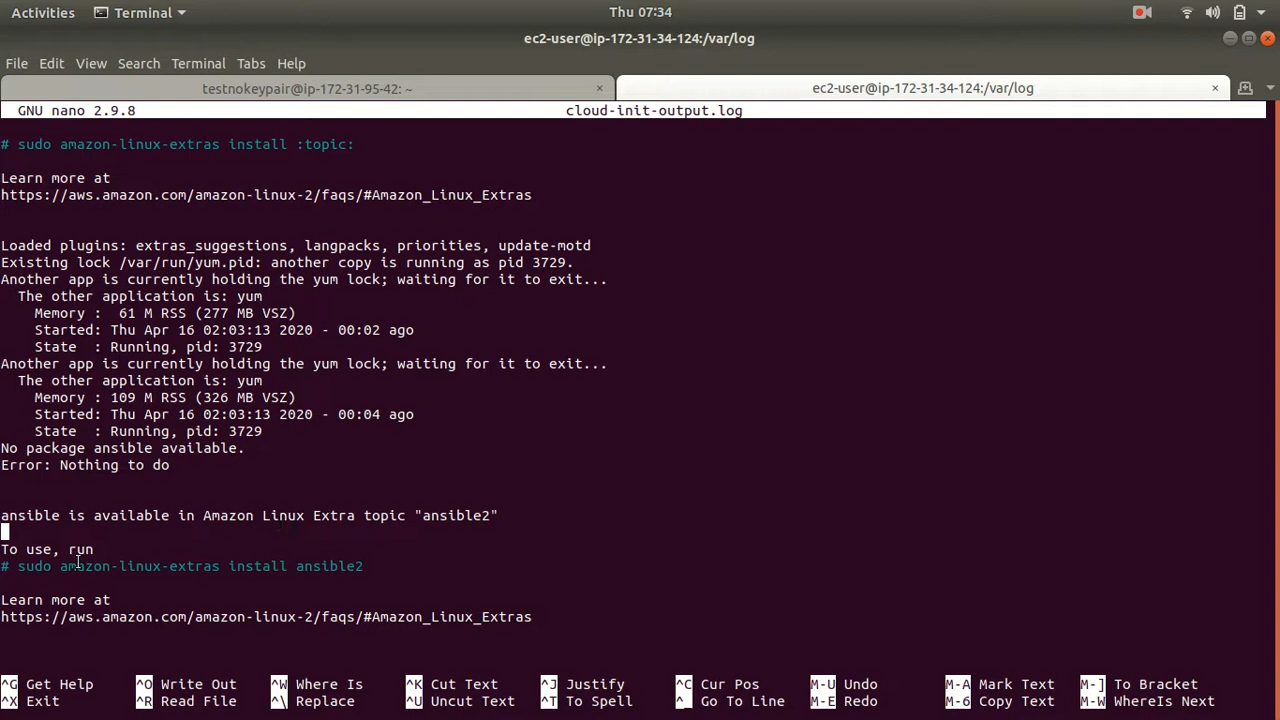 Activities Terminal Thu 07:34
ec2-user@ip-172-31-34-124:/var/log
File Edit View Search Terminal Tabs Help
testnokeypair@ip-172-31-95-42: ~ × ec2-user@ip-172-31-34-124:/var/log ×
GNU nano 2.9.8 cloud-init-output.log
# sudo amazon-linux-extras install :topic:
Learn more at
https://aws.amazon.com/amazon-linux-2/faqs/#Amazon_Linux_Extras
Loaded plugins: extras_suggestions, langpacks, priorities, update-motd
Existing lock /var/run/yum.pid: another copy is running as pid 3729.
Another app is currently holding the yum lock; waiting for it to exit...
The other application is: yum
Memory :  61 M RSS (277 MB VSZ)
Started: Thu Apr 16 02:03:13 2020 - 00:02 ago
State  : Running, pid: 3729
Another app is currently holding the yum lock; waiting for it to exit...
The other application is: yum
Memory : 109 M RSS (326 MB VSZ)
Started: Thu Apr 16 02:03:13 2020 - 00:04 ago
State  : Running, pid: 3729
No package ansible available.
Error: Nothing to do
ansible is available in Amazon Linux Extra topic "ansible2"
To use, run
# sudo amazon-linux-extras install ansible2
Learn more at
https://aws.amazon.com/amazon-linux-2/faqs/#Amazon_Linux_Extras
^G Get Help ^O Write Out ^W Where Is ^K Cut Text ^J Justify ^C Cur Pos M-U Undo M-A Mark Text M-] To Bracket
^X Exit ^R Read File ^\ Replace ^U Uncut Text ^T To Spell ^_ Go To Line M-E Redo M-6 Copy Text M-W WhereIs Next